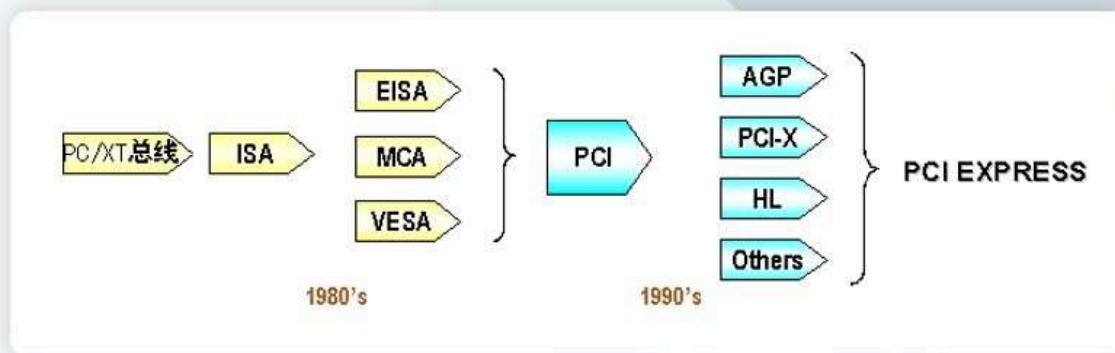 PC/XT总线
ISA
EISA
MCA
VESA
PCI
AGP
PCI-X
HL
Others
PCI EXPRESS
1980's
1990's